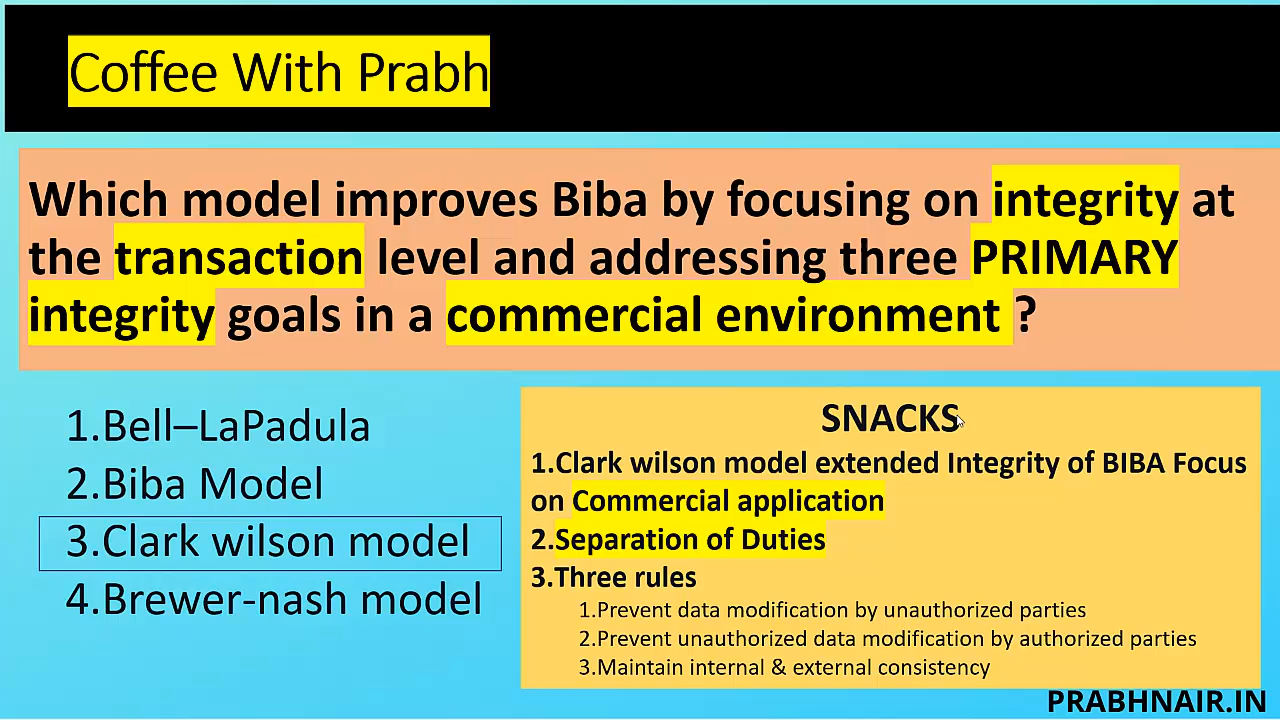 Coffee With Prabh
Which model improves Biba by focusing on integrity at
the transaction level and addressing three PRIMARY
integrity goals in a commercial environment ?
1.Bell–LaPadula
2.Biba Model
3.Clark wilson model
4.Brewer-nash model
SNACKS
1.Clark wilson model extended Integrity of BIBA Focus
on Commercial application
2.Separation of Duties
3.Three rules
1.Prevent data modification by unauthorized parties
2.Prevent unauthorized data modification by authorized parties
3.Maintain internal & external consistency
PRABHNAIR.IN